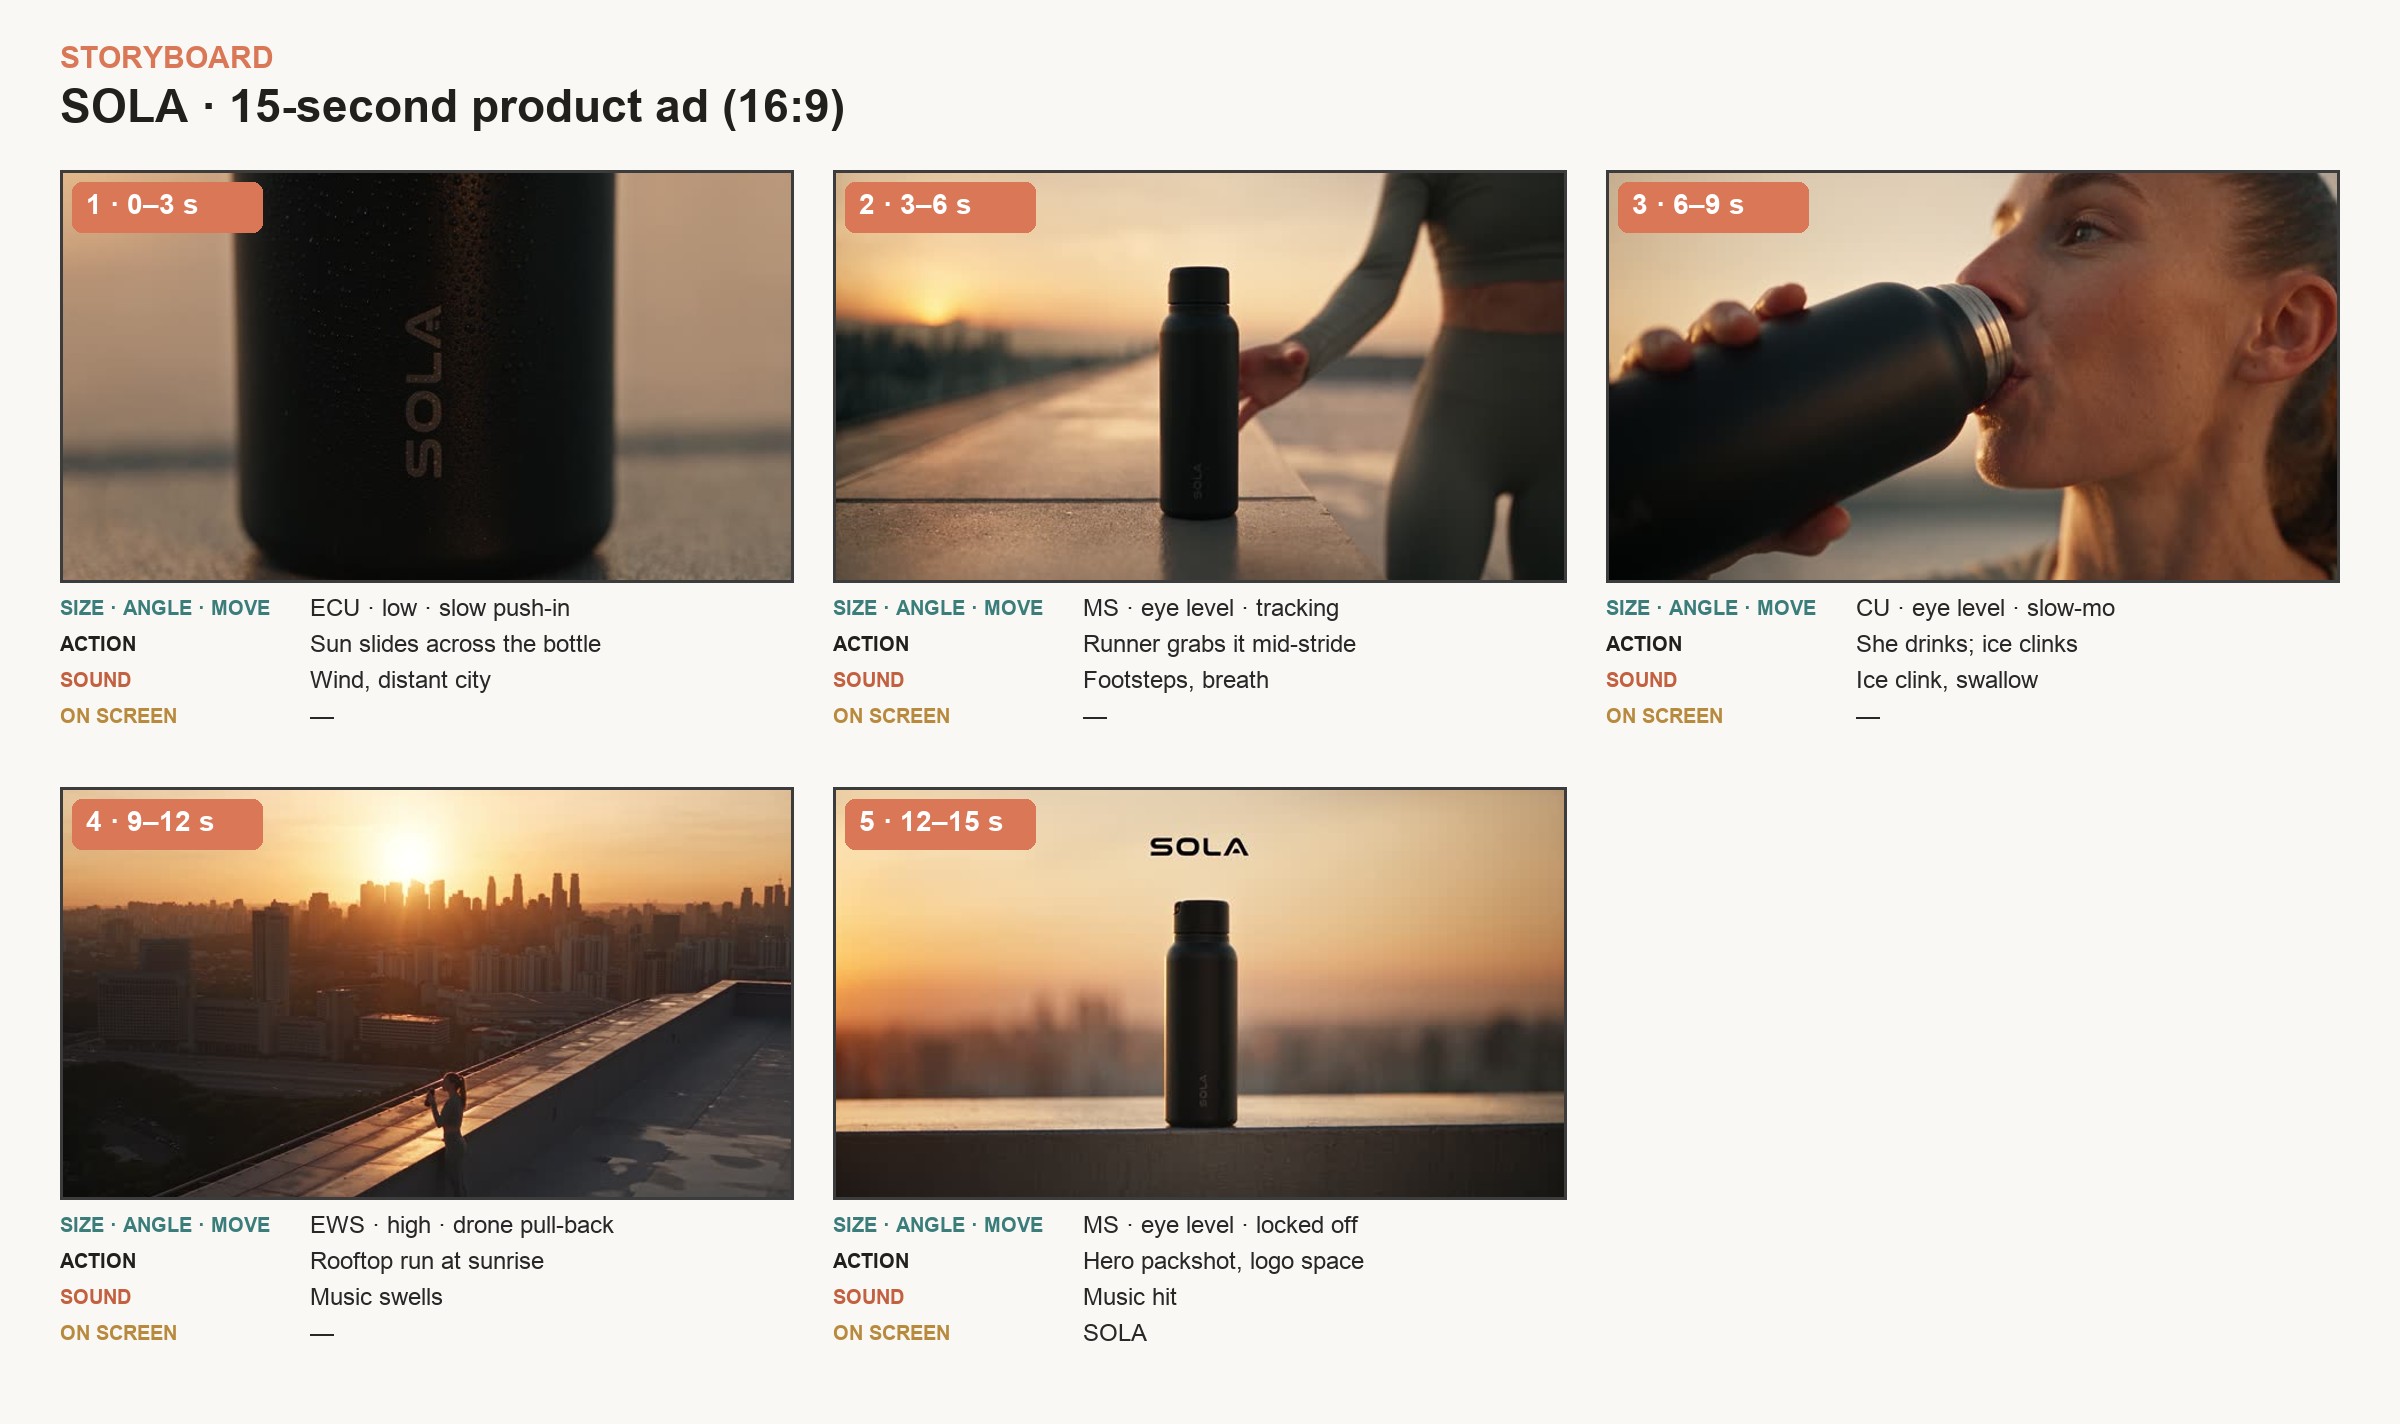 STORYBOARD
SOLA · 15-second product ad (16:9)
1 · 0–3 s
SOLA
SIZE · ANGLE · MOVE ECU · low · slow push-in
ACTION Sun slides across the bottle
SOUND Wind, distant city
ON SCREEN —
2 · 3–6 s
SOLA
SIZE · ANGLE · MOVE MS · eye level · tracking
ACTION Runner grabs it mid-stride
SOUND Footsteps, breath
ON SCREEN —
3 · 6–9 s
SIZE · ANGLE · MOVE CU · eye level · slow-mo
ACTION She drinks; ice clinks
SOUND Ice clink, swallow
ON SCREEN —
4 · 9–12 s
SIZE · ANGLE · MOVE EWS · high · drone pull-back
ACTION Rooftop run at sunrise
SOUND Music swells
ON SCREEN —
5 · 12–15 s
SOLA
SOLA
SIZE · ANGLE · MOVE MS · eye level · locked off
ACTION Hero packshot, logo space
SOUND Music hit
ON SCREEN SOLA